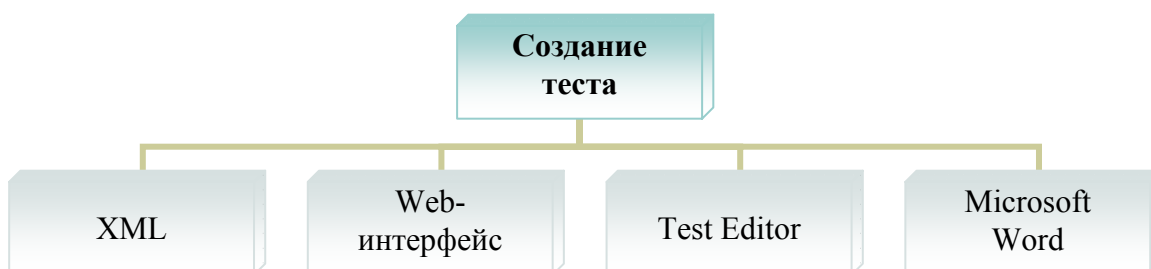 Создание
теста
XML
Web-
интерфейс
Test Editor
Microsoft
Word